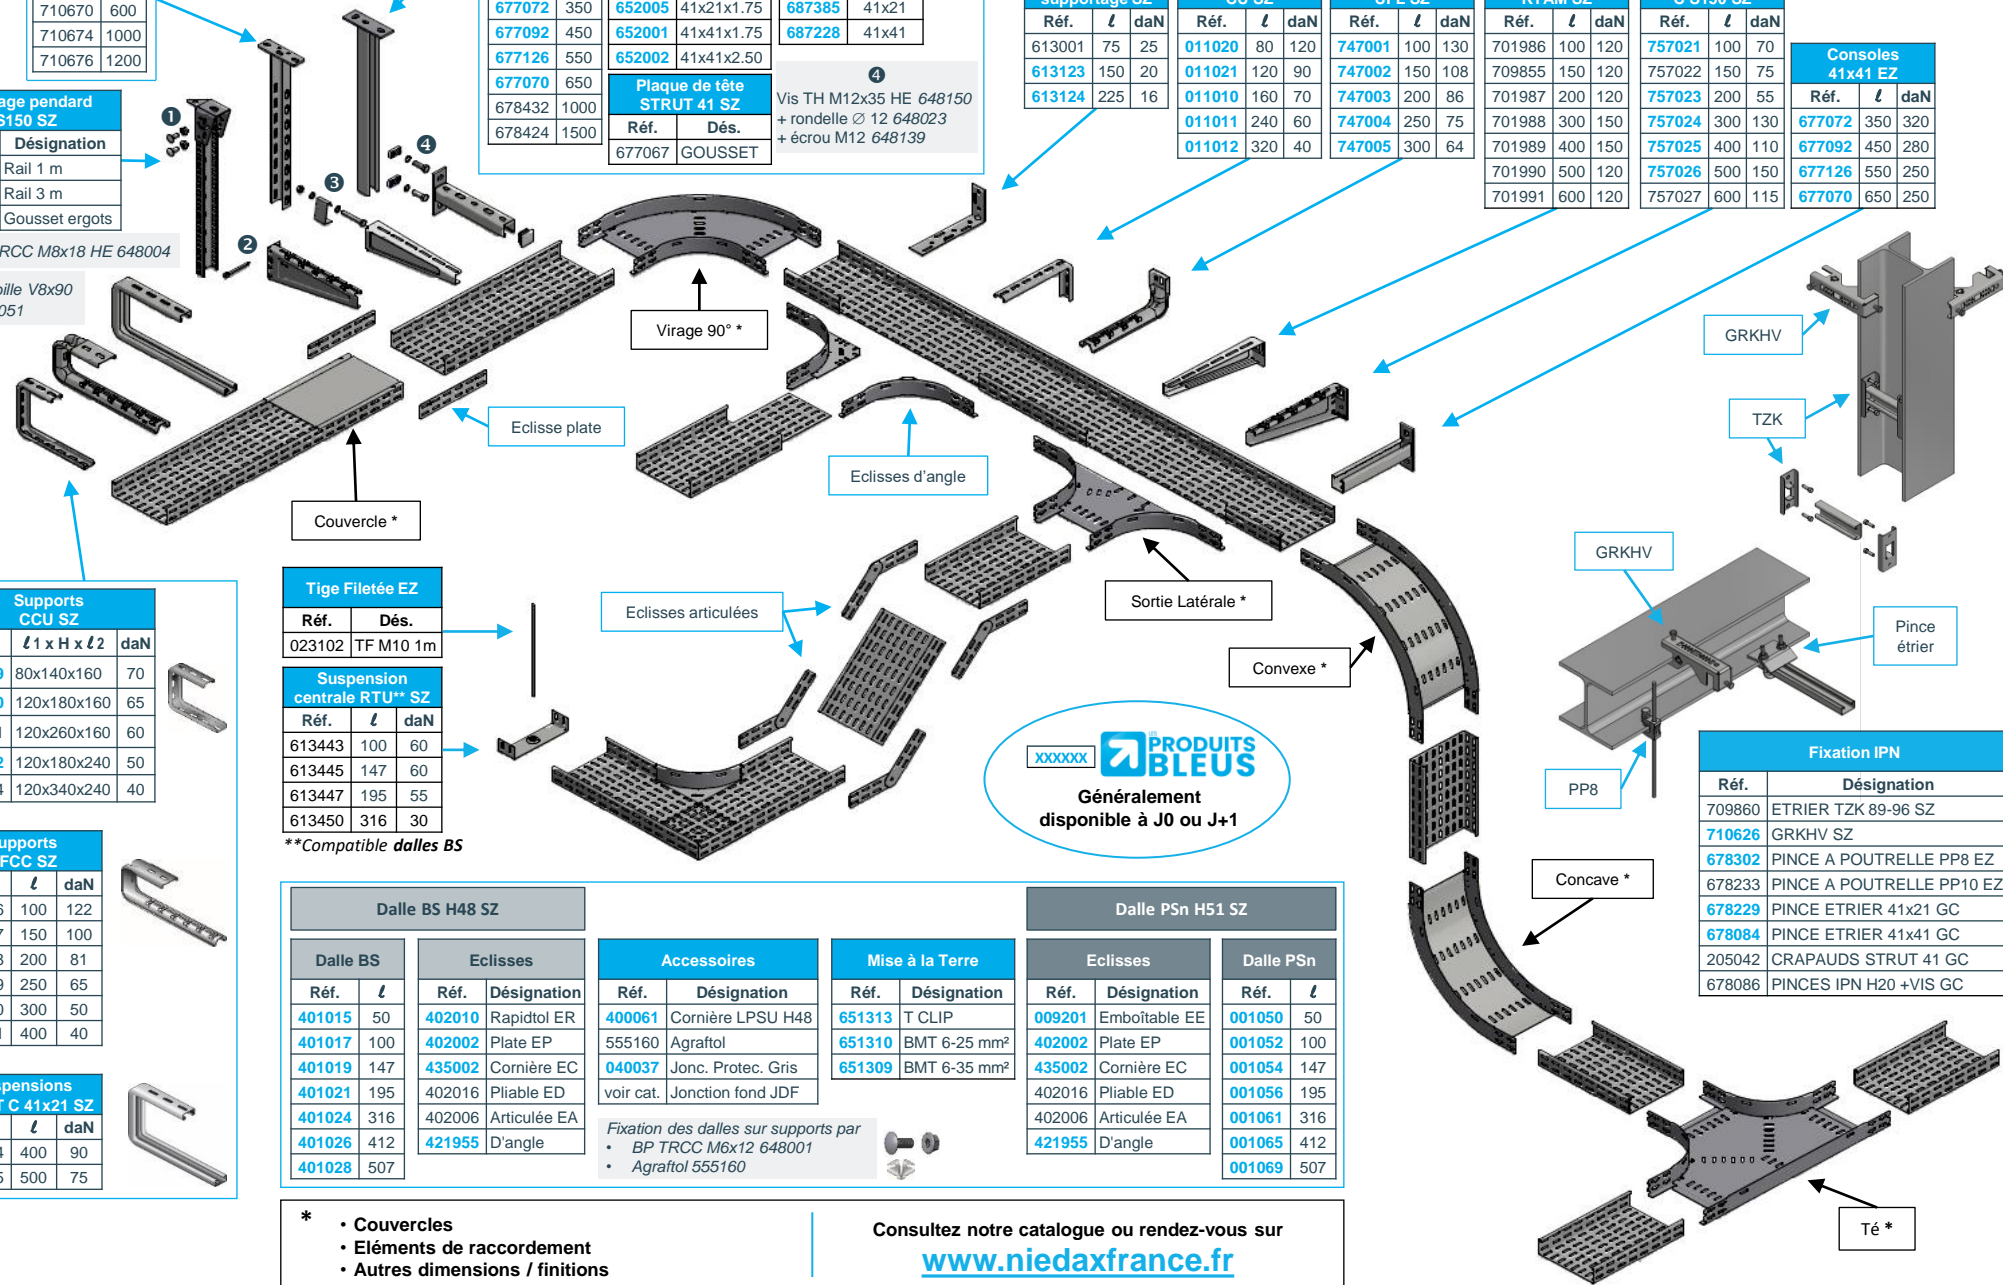 710670 600
710674 1000
710676 1200
677072 350
677092 450
677126 550
677070 650
678432 1000
678424 1500
652005 41x21x1.75
652001 41x41x1.75
652002 41x41x2.50
Plaque de tête
STRUT 41 SZ
Réf. Dés.
677067 GOUSSET
687385 41x21
687228 41x41
4
Vis TH M12x35 HE 648150
+ rondelle ∅ 12 648023
+ écrou M12 648139
supportage SZ
Réf. ℓ daN
613001 75 25
613123 150 20
613124 225 16
Réf. ℓ daN
011020 80 120
011021 120 90
011010 160 70
011011 240 60
011012 320 40
Réf. ℓ daN
747001 100 130
747002 150 108
747003 200 86
747004 250 75
747005 300 64
Réf. ℓ daN
701986 100 120
709855 150 120
701987 200 120
701988 300 150
701989 400 150
701990 500 120
701991 600 120
Réf. ℓ daN
757021 100 70
757022 150 75
757023 200 55
757024 300 130
757025 400 110
757026 500 150
757027 600 115
Consoles
41x41 EZ
Réf. ℓ daN
677072 350 320
677092 450 280
677126 550 250
677070 650 250
age pendard
S150 SZ
Désignation
Rail 1 m
Rail 3 m
Gousset ergots
RCC M8x18 HE 648004
ille V8x90
051
1
2
3
4
Virage 90° *
Eclisse plate
Eclisses d'angle
Couvercle *
GRKHV
TZK
GRKHV
Pince
étrier
PP8
Sortie Latérale *
Convexe *
Concave *
Té *
Eclisses articulées
Supports
CCU SZ
ℓ1 x H x ℓ2 daN
80x140x160 70
120x180x160 65
120x260x160 60
120x180x240 50
120x340x240 40
upports
FCC SZ
ℓ daN
100 122
150 100
200 81
250 65
300 50
400 40
spensions
T C 41x21 SZ
ℓ daN
400 90
500 75
Tige Filetée EZ
Réf. Dés.
023102 TF M10 1m
Suspension
centrale RTU** SZ
Réf. ℓ daN
613443 100 60
613445 147 60
613447 195 55
613450 316 30
**Compatible dalles BS
XXXXXX LES PRODUITS
BLEUS
Généralement
disponible à J0 ou J+1
Fixation IPN
Réf. Désignation
709860 ETRIER TZK 89-96 SZ
710626 GRKHV SZ
678302 PINCE A POUTRELLE PP8 EZ
678233 PINCE A POUTRELLE PP10 EZ
678229 PINCE ETRIER 41x21 GC
678084 PINCE ETRIER 41x41 GC
205042 CRAPAUDS STRUT 41 GC
678086 PINCES IPN H20 +VIS GC
Dalle BS H48 SZ
Dalle BS
Réf. ℓ
401015 50
401017 100
401019 147
401021 195
401024 316
401026 412
401028 507
Eclisses
Réf. Désignation
402010 Rapidtol ER
402002 Plate EP
435002 Cornière EC
402016 Pliable ED
402006 Articulée EA
421955 D'angle
Accessoires
Réf. Désignation
400061 Cornière LPSU H48
555160 Agraftol
040037 Jonc. Protec. Gris
voir cat. Jonction fond JDF
Fixation des dalles sur supports par
• BP TRCC M6x12 648001
• Agraftol 555160
Mise à la Terre
Réf. Désignation
651313 T CLIP
651310 BMT 6-25 mm²
651309 BMT 6-35 mm²
Dalle PSn H51 SZ
Eclisses
Réf. Désignation
009201 Emboîtable EE
402002 Plate EP
435002 Cornière EC
402016 Pliable ED
402006 Articulée EA
421955 D'angle
Dalle PSn
Réf. ℓ
001050 50
001052 100
001054 147
001056 195
001061 316
001065 412
001069 507
*
• Couvercles
• Eléments de raccordement
• Autres dimensions / finitions
Consultez notre catalogue ou rendez-vous sur
www.niedaxfrance.fr